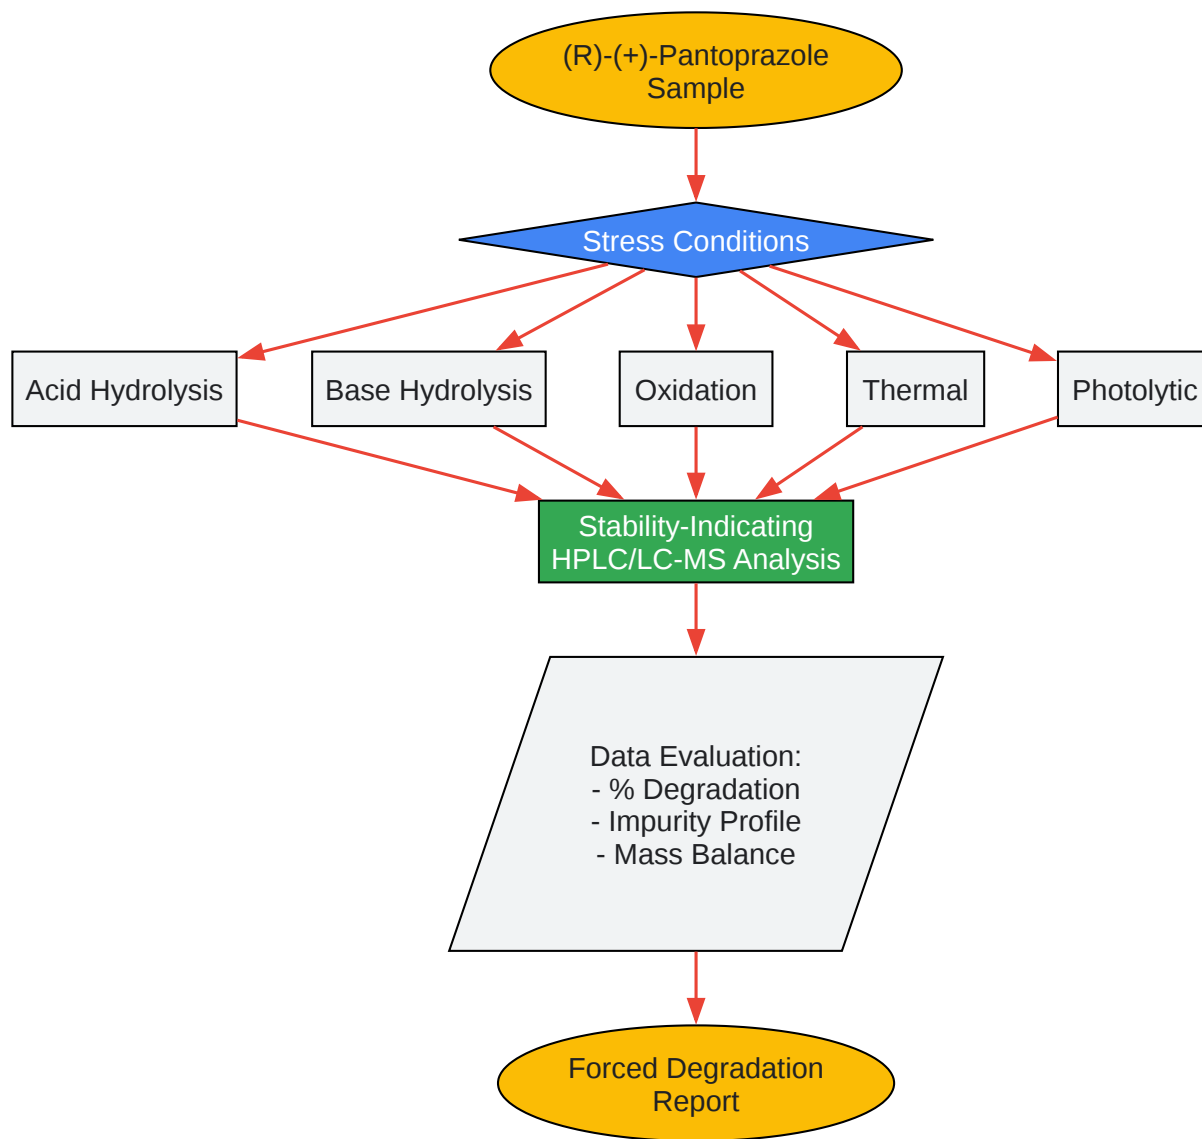 (R)-(+)-Pantoprazole
Sample
Stress Conditions
Acid Hydrolysis
Base Hydrolysis
Oxidation
Thermal
Photolytic
Stability-Indicating
HPLC/LC-MS Analysis
Data Evaluation:
- % Degradation
- Impurity Profile
- Mass Balance
Forced Degradation
Report